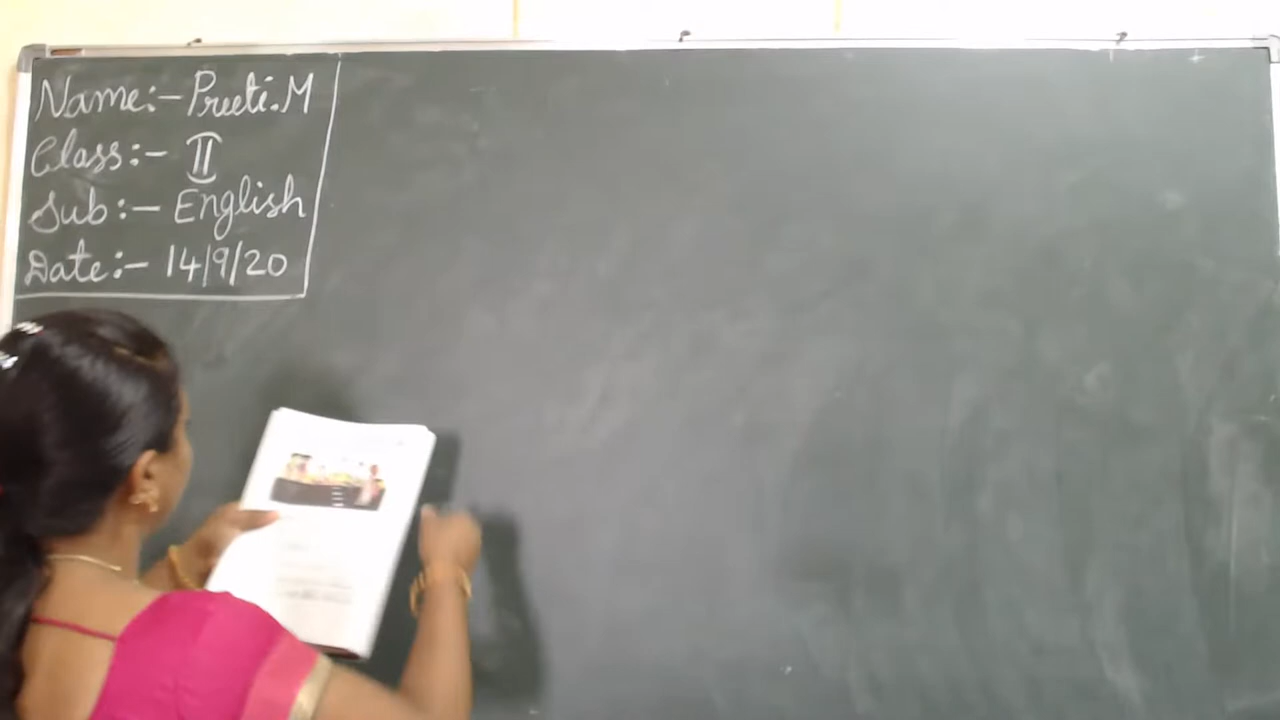 Name:- Preeti.M
Class:- II
Sub:- English
Date:- 14/9/20